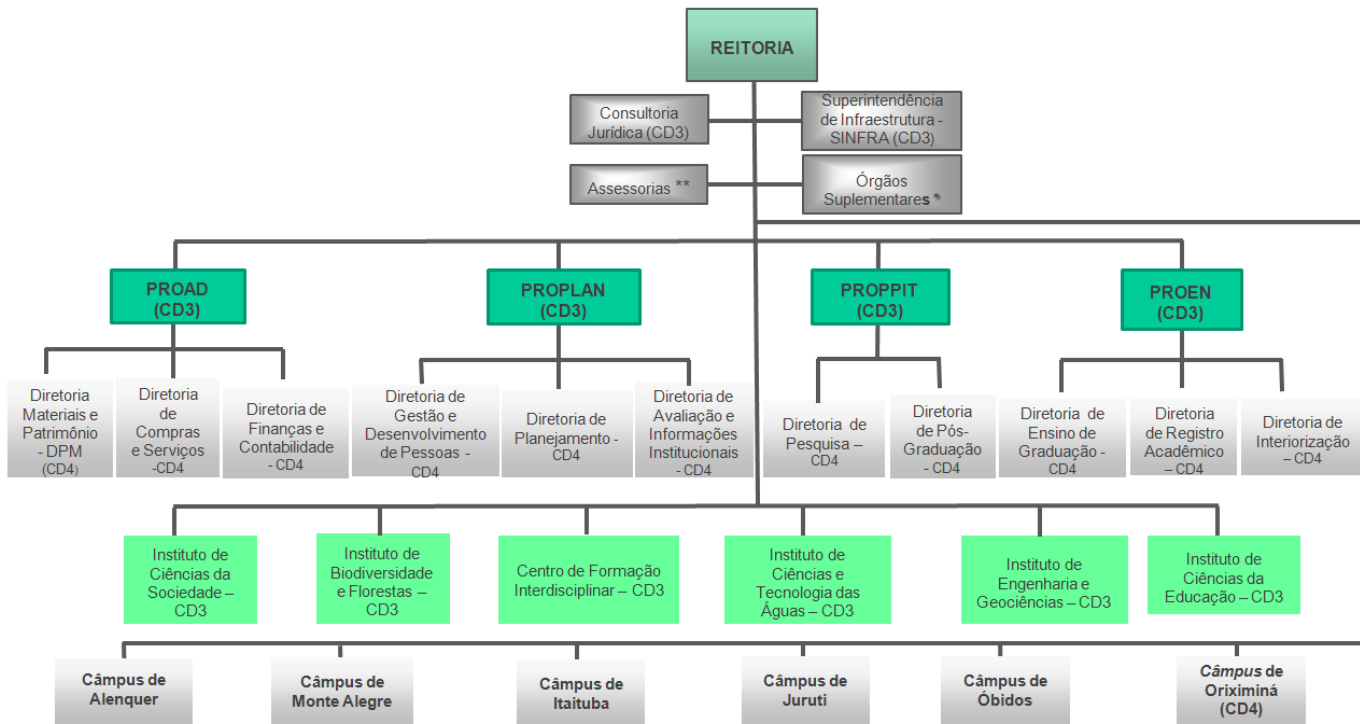 REITORIA
Consultoria
Jurídica (CD3)
Superintendência
de Infraestrutura -
SINFRA (CD3)
Assessorias **
Órgãos
Suplementares *
PROAD
(CD3)
PROPLAN
(CD3)
PROPPIT
(CD3)
PROEN
(CD3)
Diretoria
Materiais e
Patrimônio
- DPM
(CD4)
Diretoria
de
Compras
e Serviços
-CD4
Diretoria de
Finanças e
Contabilidade
- CD4
Diretoria de
Gestão e
Desenvolvimento
de Pessoas -
CD4
Diretoria de
Planejamento -
CD4
Diretoria de
Avaliação e
Informações
Institucionais
- CD4
Diretoria de
Pesquisa –
CD4
Diretoria
de Pós-
Graduação
- CD4
Diretoria de
Ensino de
Graduação -
CD4
Diretoria
de Registro
Acadêmico
– CD4
Diretoria de
Interiorização
– CD4
Instituto de
Ciências da
Sociedade –
CD3
Instituto de
Biodiversidade
e Florestas –
CD3
Centro de Formação
Interdisciplinar – CD3
Instituto de
Ciências e
Tecnologia das
Águas – CD3
Instituto de
Engenharia e
Geociências – CD3
Instituto de
Ciências da
Educação – CD3
Câmpus de
Alenquer
Câmpus de
Monte Alegre
Câmpus de
Itaituba
Câmpus de
Juruti
Câmpus de
Óbidos
Câmpus de
Oriximiná
(CD4)